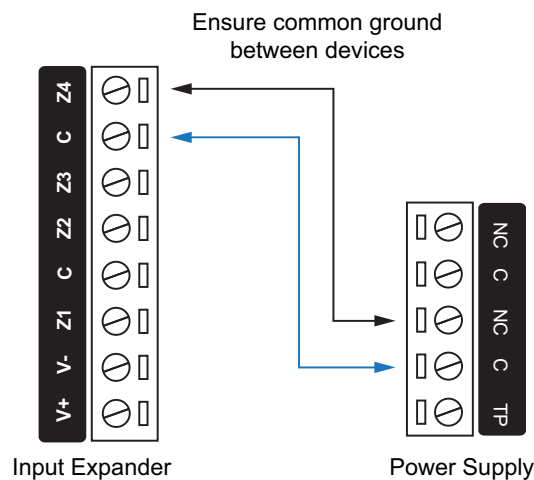 Ensure common ground
between devices
Z4
C
Z3
Z2
C
Z1
V-
V+
NC
C
NC
C
TP
Input Expander
Power Supply